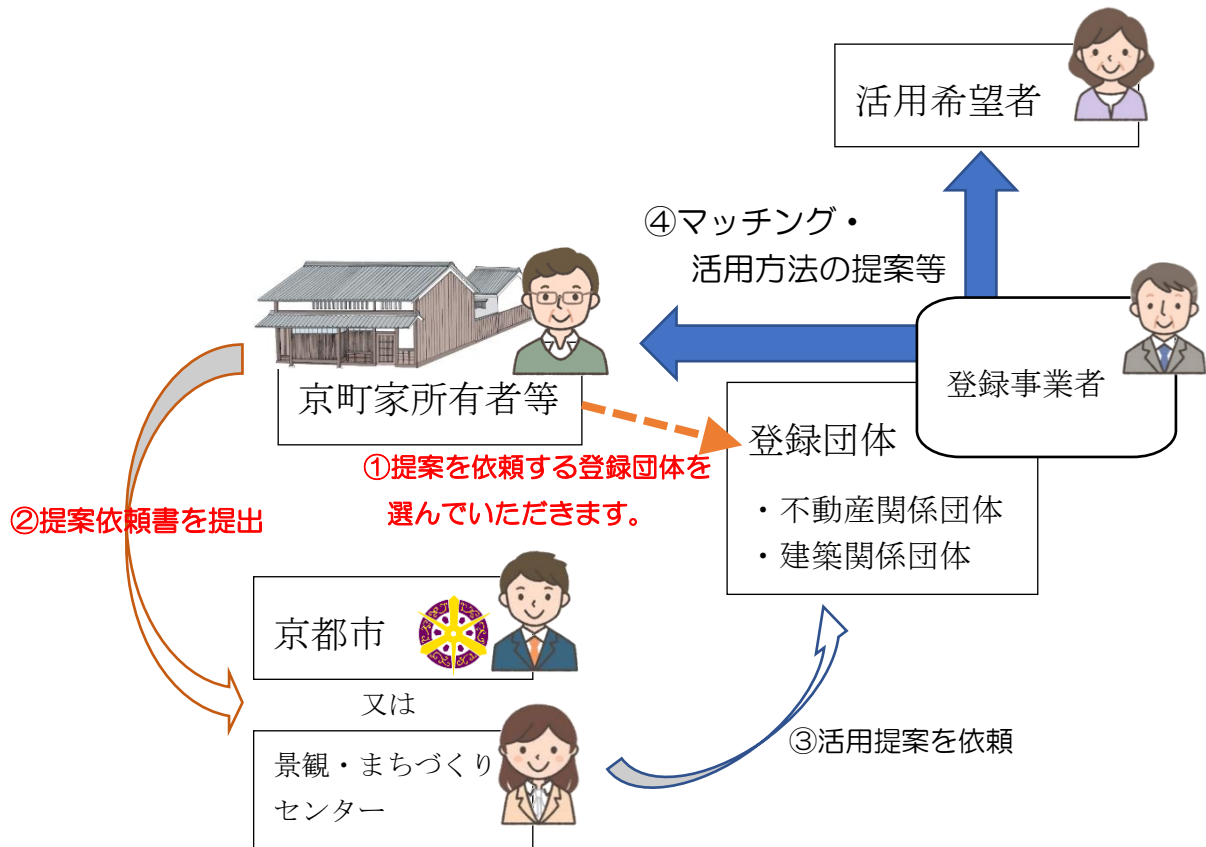 活用希望者
④マッチング・
活用方法の提案等
登録事業者
京町家所有者等
登録団体
・不動産関係団体
・建築関係団体
①提案を依頼する登録団体を
選んでいただきます。
②提案依頼書を提出
京都市
又は
景観・まちづくり
センター
③活用提案を依頼